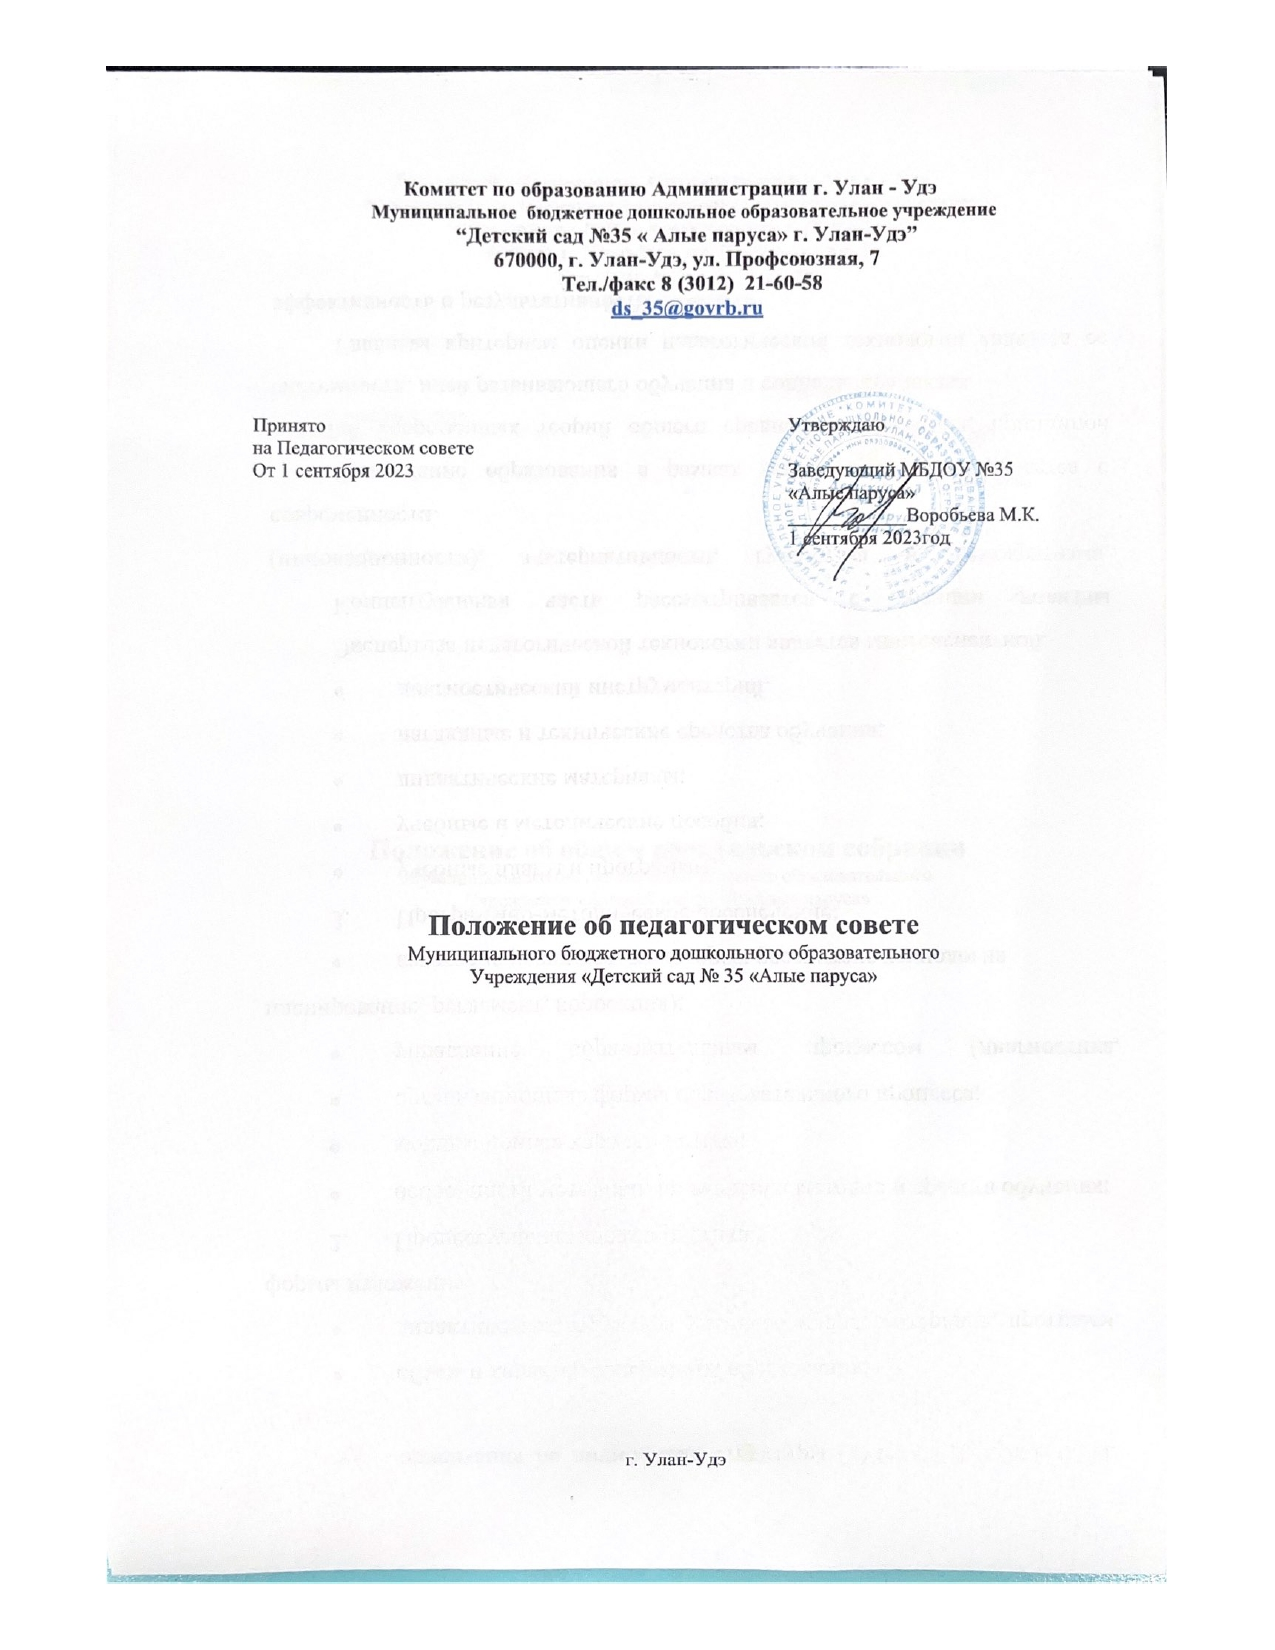 Комитет по образованию Администрации г. Улан - Удэ
Муниципальное бюджетное дошкольное образовательное учреждение
“Детский сад №35 « Алые паруса» г. Улан-Удэ”
670000, г. Улан-Удэ, ул. Профсоюзная, 7
Тел./факс 8 (3012) 21-60-58
ds_35@govrb.ru
Принято
на Педагогическом совете
От 1 сентября 2023
Утверждаю
Заведующий МБДОУ №35
«Алые паруса»
Воробьева М.К.
1 сентября 2023год
Положение об педагогическом совете
Муниципального бюджетного дошкольного образовательного
Учреждения «Детский сад № 35 «Алые паруса»
г. Улан-Удэ